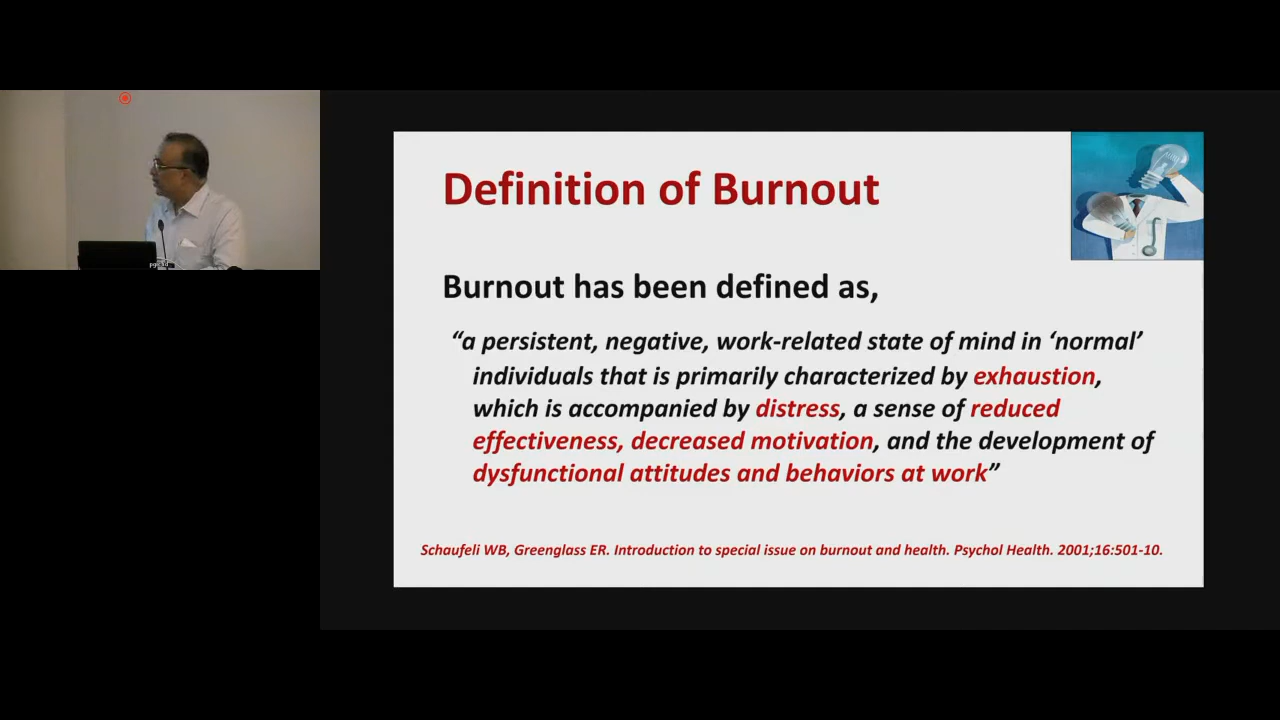 Definition of Burnout
Burnout has been defined as,
“a persistent, negative, work-related state of mind in ‘normal’
individuals that is primarily characterized by exhaustion,
which is accompanied by distress, a sense of reduced
effectiveness, decreased motivation, and the development of
dysfunctional attitudes and behaviors at work”
Schaufeli WB, Greenglass ER. Introduction to special issue on burnout and health. Psychol Health. 2001;16:501-10.